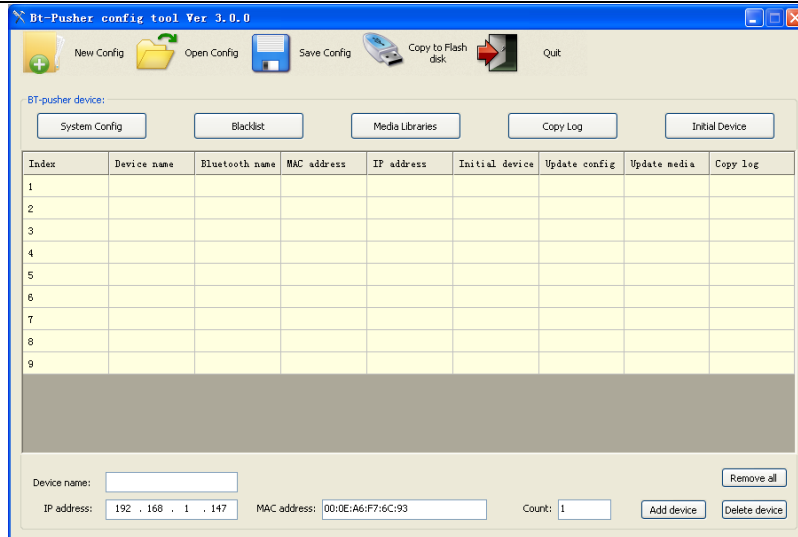 Bt-Pusher config tool Ver 3.0.0
New Config Open Config Save Config Copy to Flash disk Quit
BT-pusher device:
System Config Blacklist Media Libraries Copy Log Initial Device
Index Device name Bluetooth name MAC address IP address Initial device Update config Update media Copy log
1
2
3
4
5
6
7
8
9
Device name: Remove all
IP address: 192 . 168 . 1 . 147 MAC address: 00:0E:A6:F7:6C:93 Count: 1 Add device Delete device